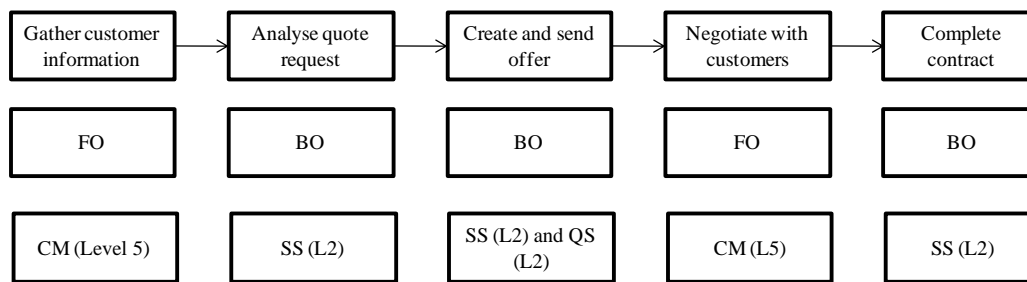 Gather customer
information
Analyse quote
request
Create and send
offer
Negotiate with
customers
Complete
contract
FO
BO
BO
FO
BO
CM (Level 5)
SS (L2)
SS (L2) and QS
(L2)
CM (L5)
SS (L2)